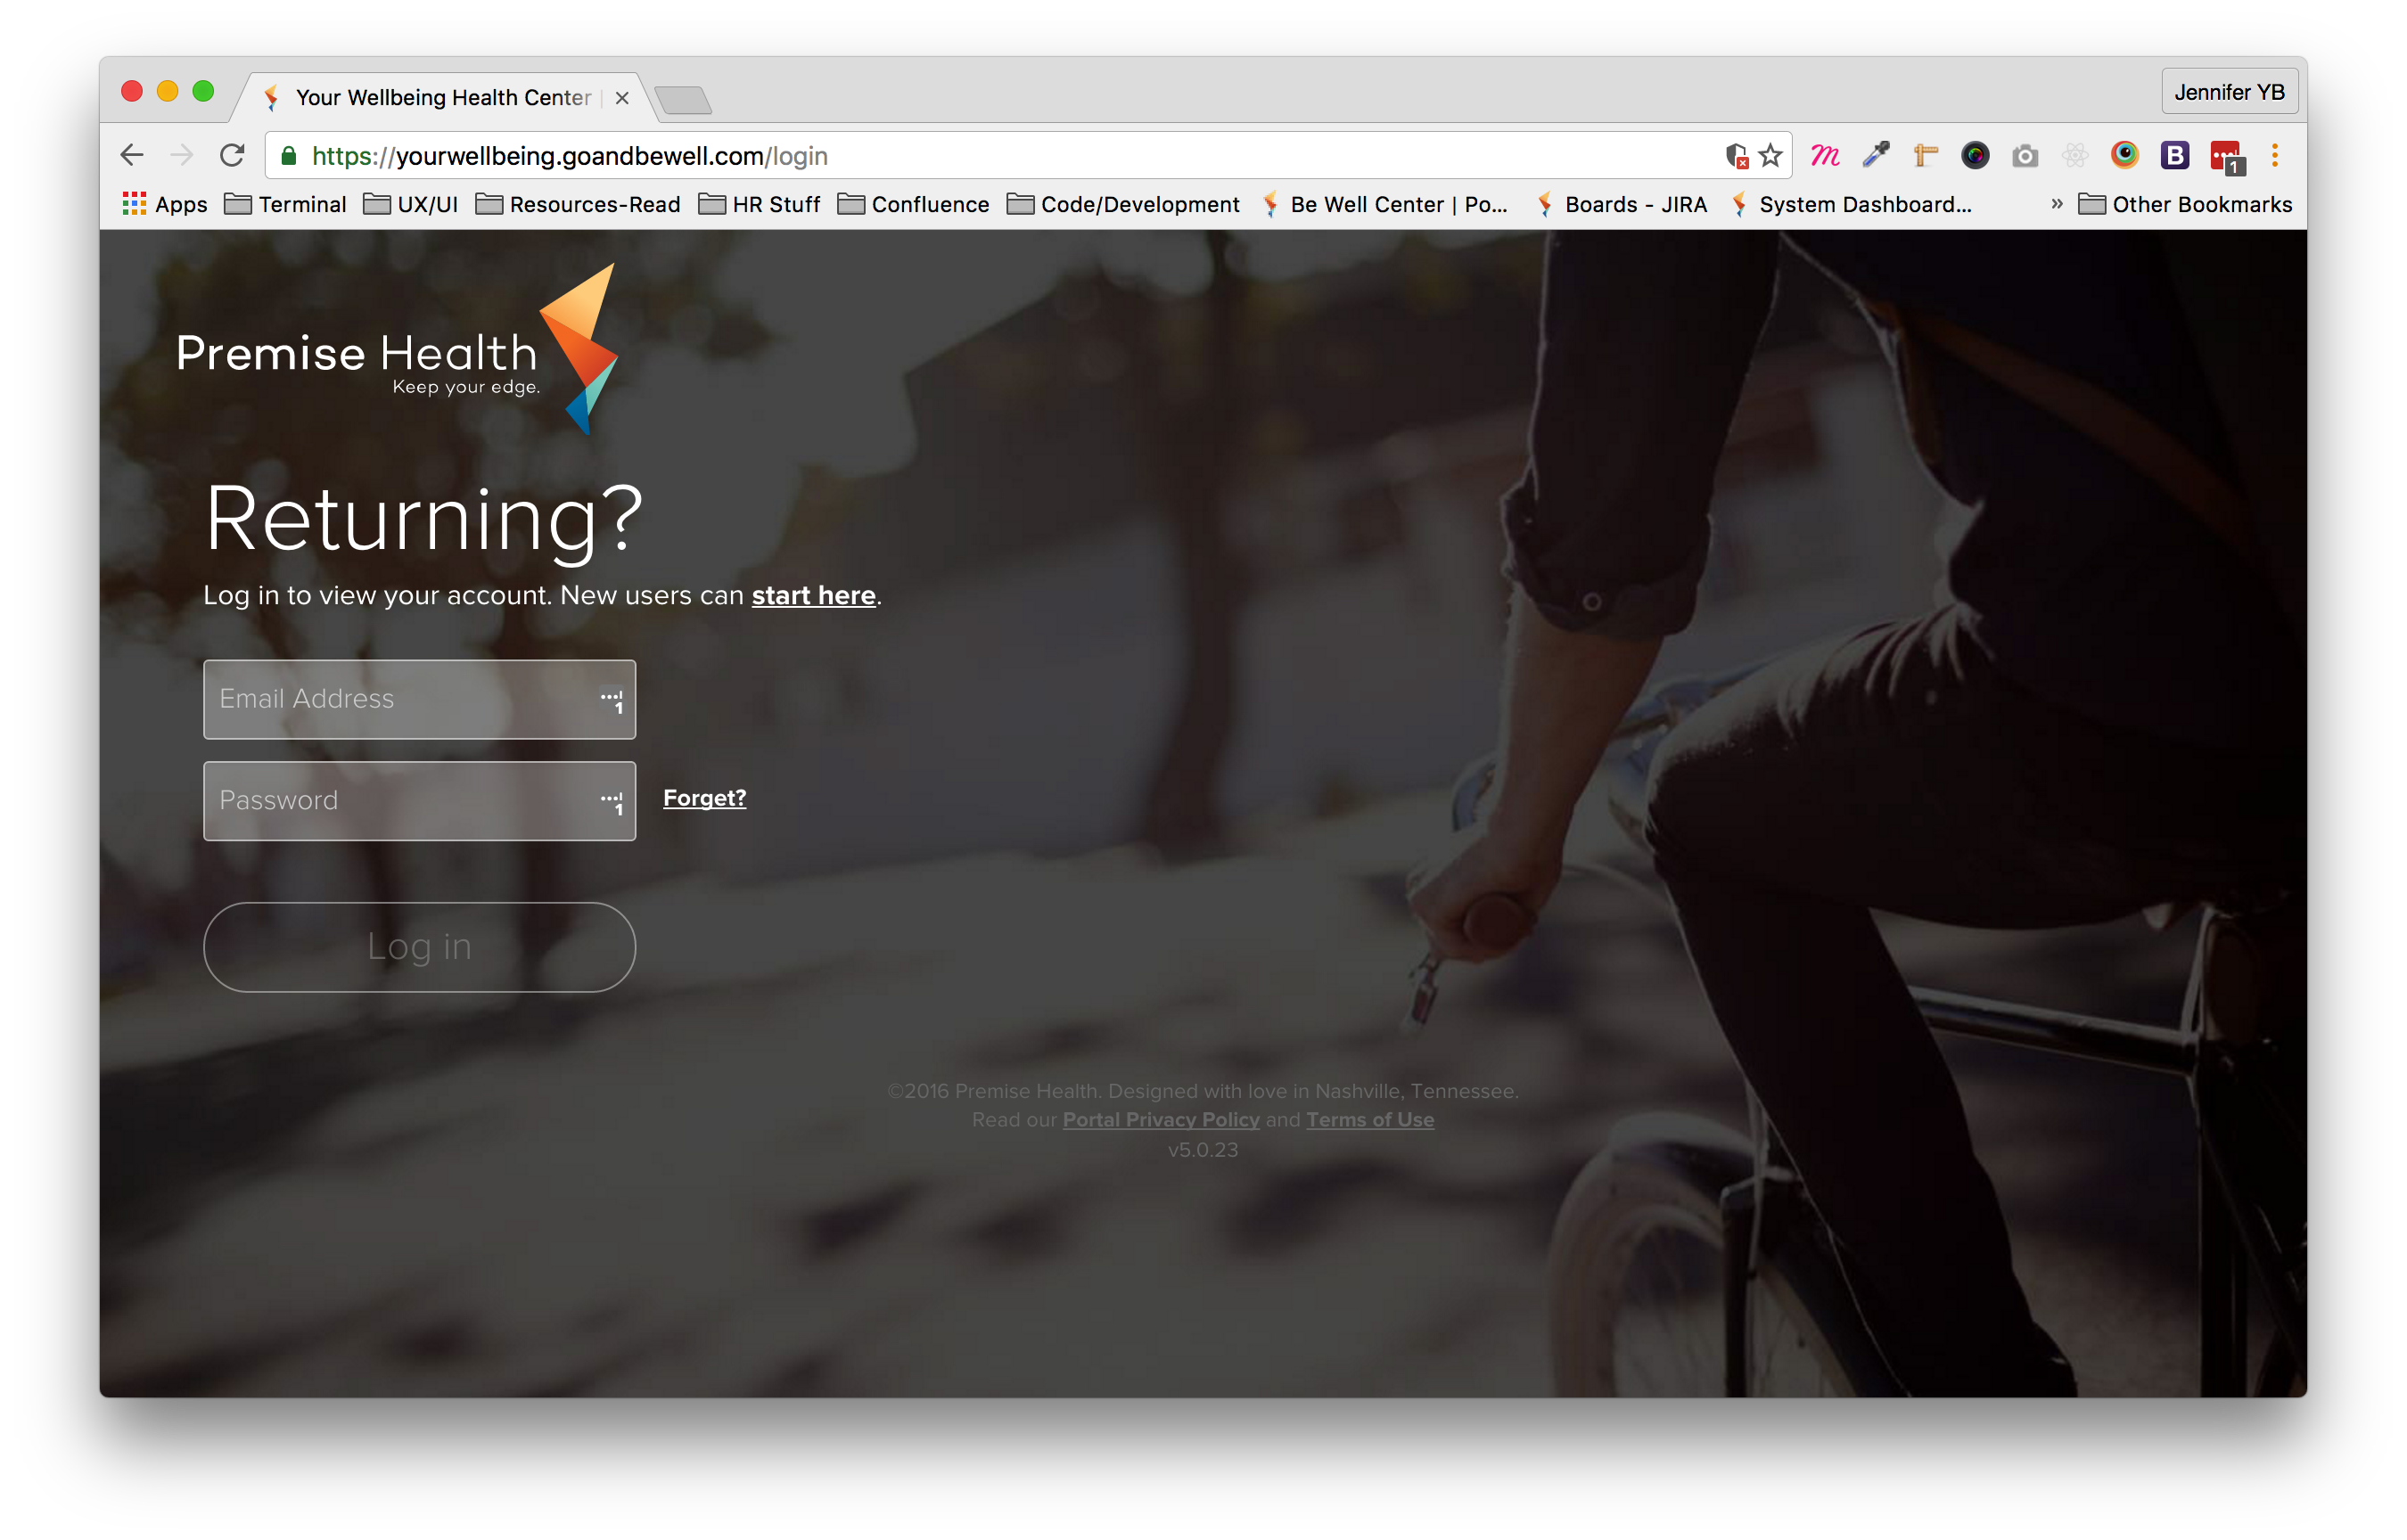 Your Wellbeing Health Center
Jennifer YB
https://yourwellbeing.goandbewell.com/login
Apps Terminal UX/UI Resources-Read HR Stuff Confluence Code/Development Be Well Center | Po... Boards - JIRA System Dashboard... » Other Bookmarks
Premise Health
Keep your edge.
Returning?
Log in to view your account. New users can start here.
Email Address
1
Password
1
Forget?
Log in
©2016 Premise Health. Designed with love in Nashville, Tennessee.
Read our Portal Privacy Policy and Terms of Use
v5.0.23